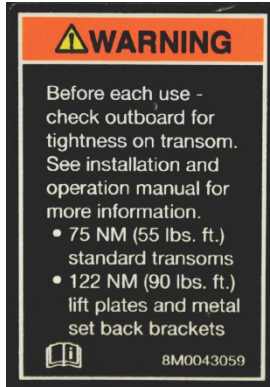 WARNING
Before each use -
check outboard for
tightness on transom.
See installation and
operation manual for
more information.
• 75 NM (55 lbs. ft.)
standard transoms
• 122 NM (90 lbs. ft.)
lift plates and metal
set back brackets
8M0043059